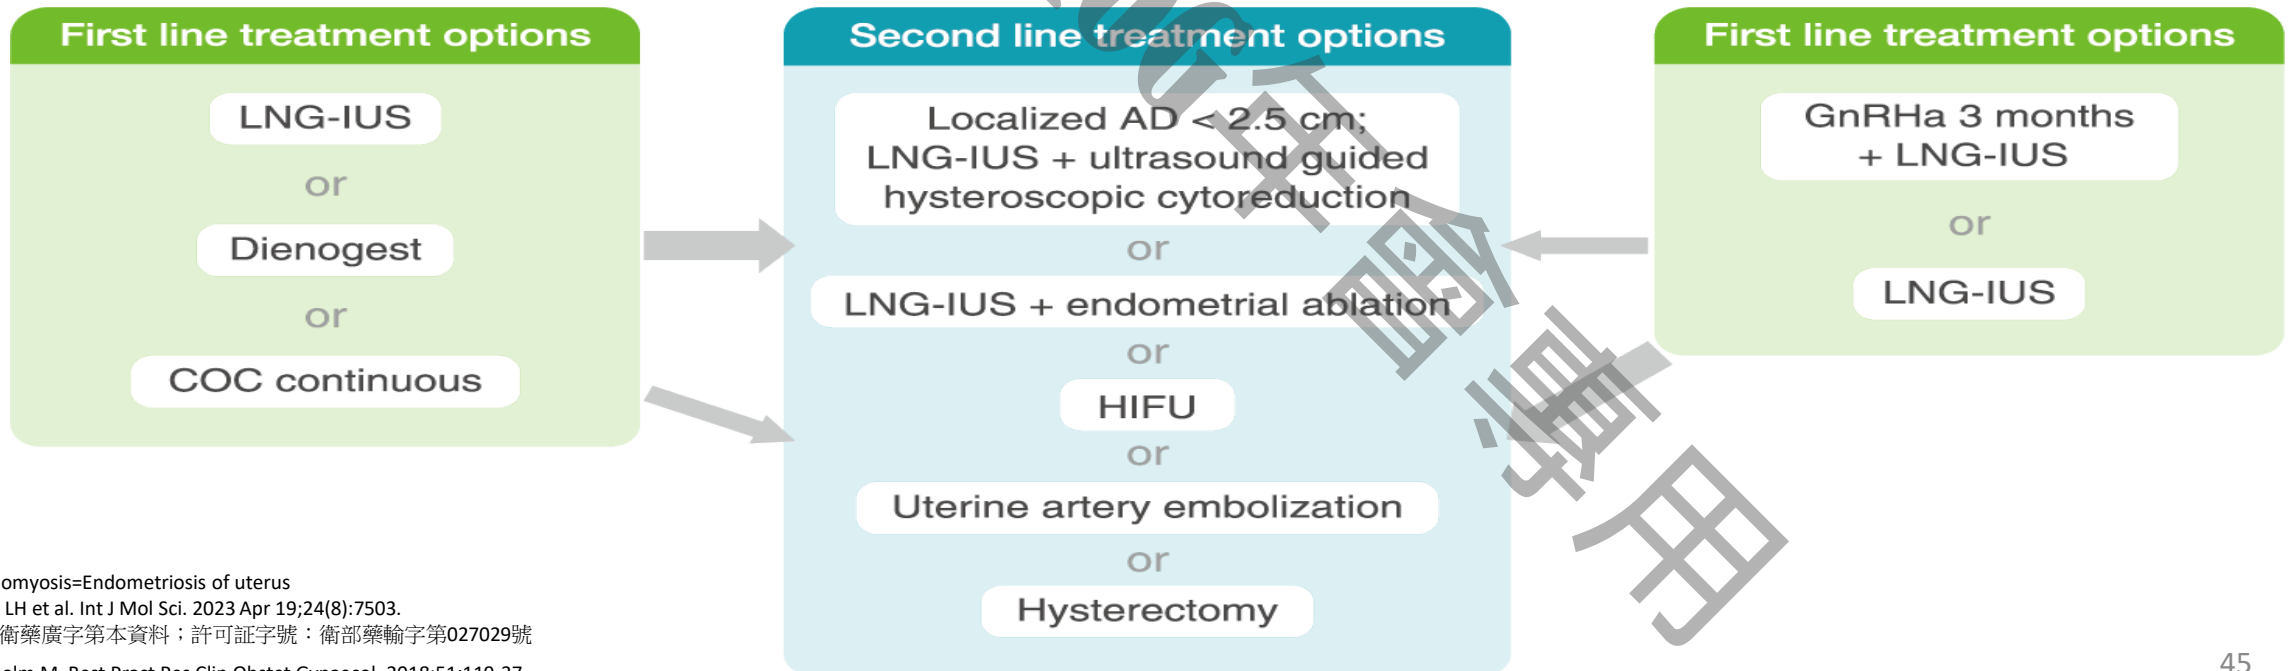 First line treatment options
LNG-IUS
or
Dienogest
or
COC continuous
Second line treatment options
Localized AD < 2.5 cm;
LNG-IUS + ultrasound guided
hysteroscopic cytoreduction
or
LNG-IUS + endometrial ablation
or
HIFU
or
Uterine artery embolization
or
Hysterectomy
First line treatment options
GnRHa 3 months
+ LNG-IUS
or
LNG-IUS
年會專用
omyosis=Endometriosis of uterus
LH et al. Int J Mol Sci. 2023 Apr 19;24(8):7503.
衛藥廣字第本資料；許可証字號：衛部藥輸字第027029號
45